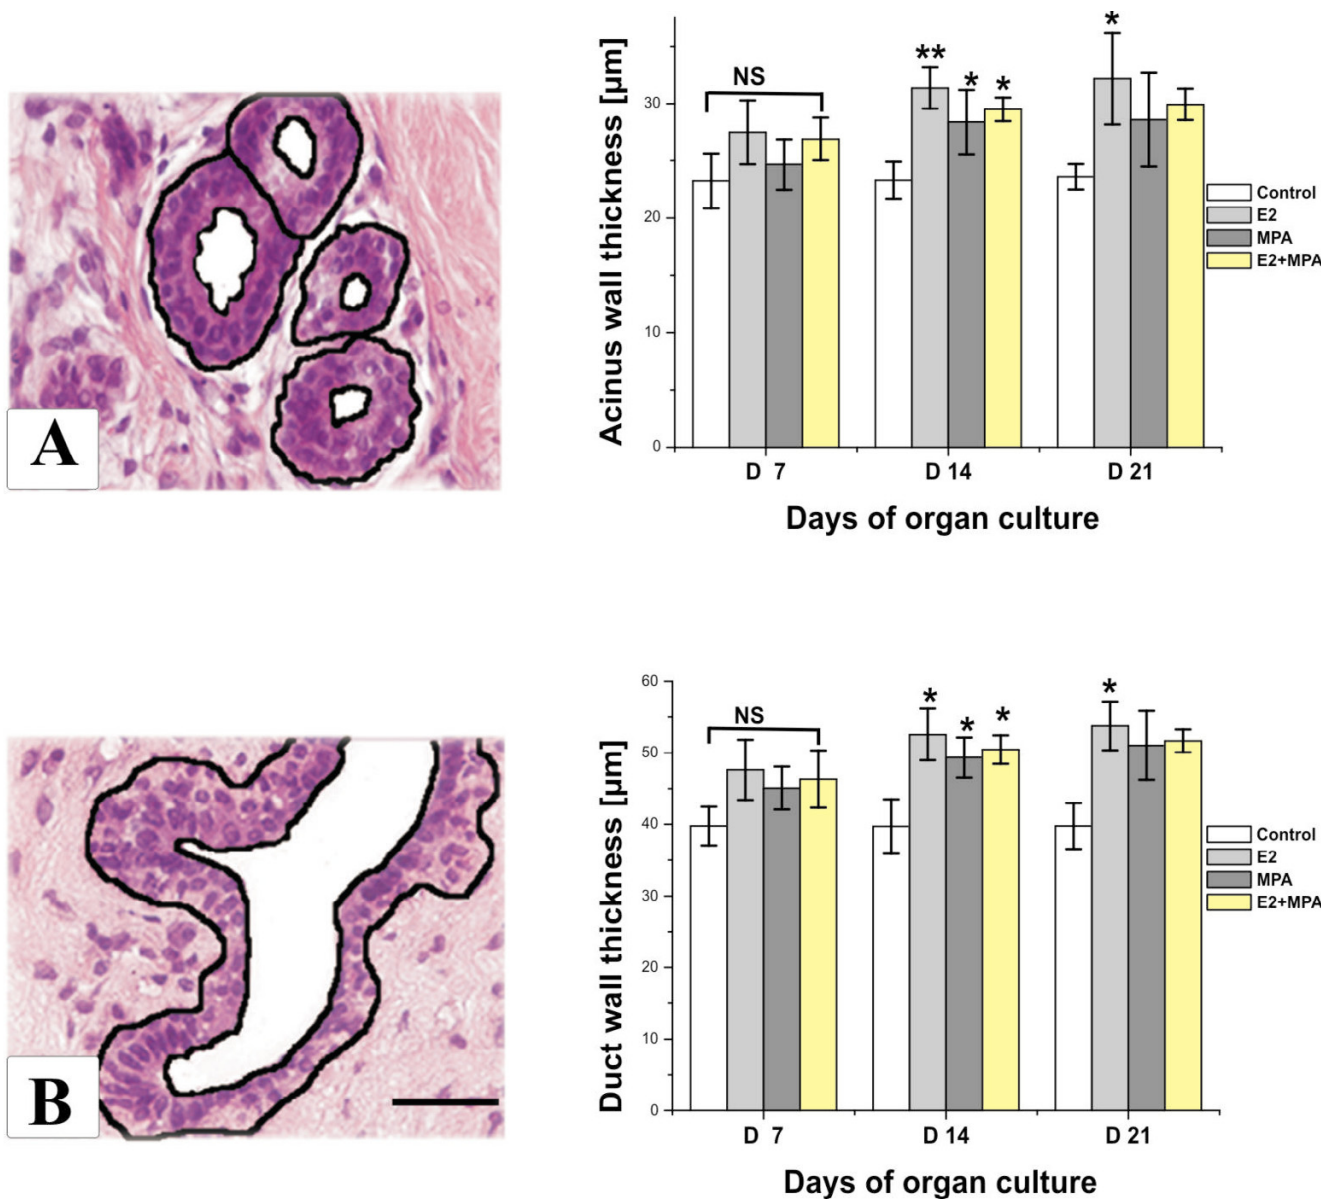 A
Acinus wall thickness [µm]
30
20
10
0
NS
**
*
*
*
D 7
D 14
D 21
Days of organ culture
Control
E2
MPA
E2+MPA
B
Duct wall thickness [µm]
60
50
40
30
20
10
0
NS
*
*
*
*
D 7
D 14
D 21
Days of organ culture
Control
E2
MPA
E2+MPA